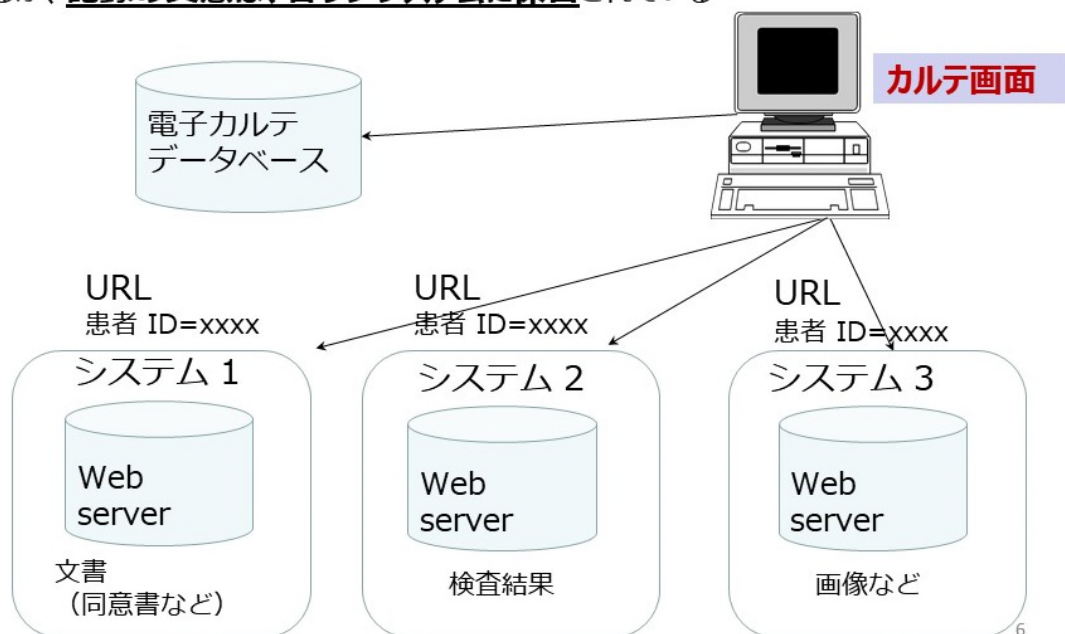 カルテ画面
電子カルテ
データベース
URL
患者 ID=xxxx
URL
患者 ID=xxxx
URL
患者 ID=xxxx
システム 1
システム 2
システム 3
Web
server
Web
server
Web
server
文書
(同意書など)
検査結果
画像など
6